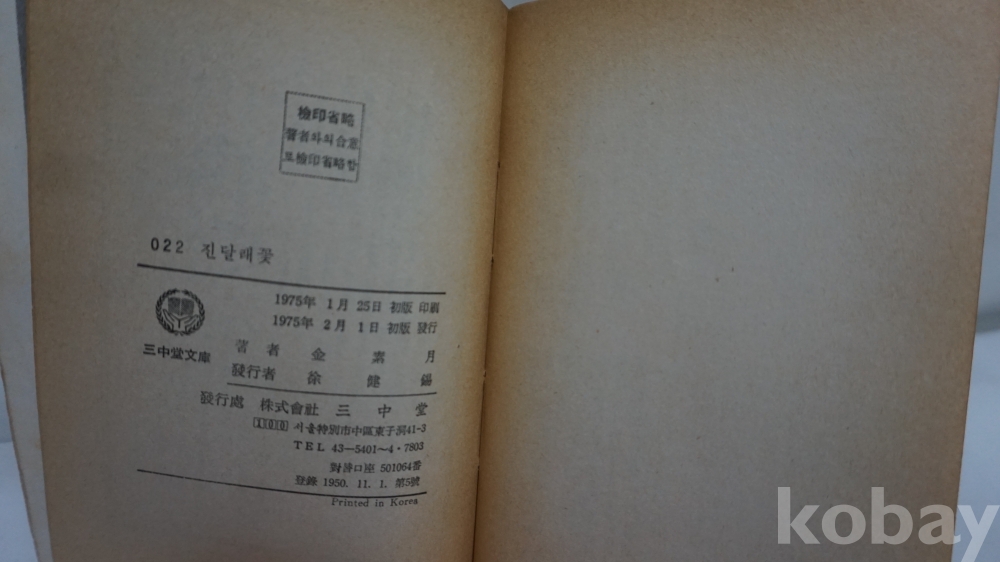 檢印省略
著者와의 合意
로 檢印省略함
022 진달래꽃
1975年 1月 25日 初版 印刷
1975年 2月 1日 初版 發行
三中堂文庫
著者 金素月
發行者 徐健錫
發行處 株式會社 三中堂
100 서울特別市中區東子洞41-3
TEL 43—5401~4・7803
對替口座 501064番
登錄 1950. 11. 1. 第5號
Printed in Korea
kobay